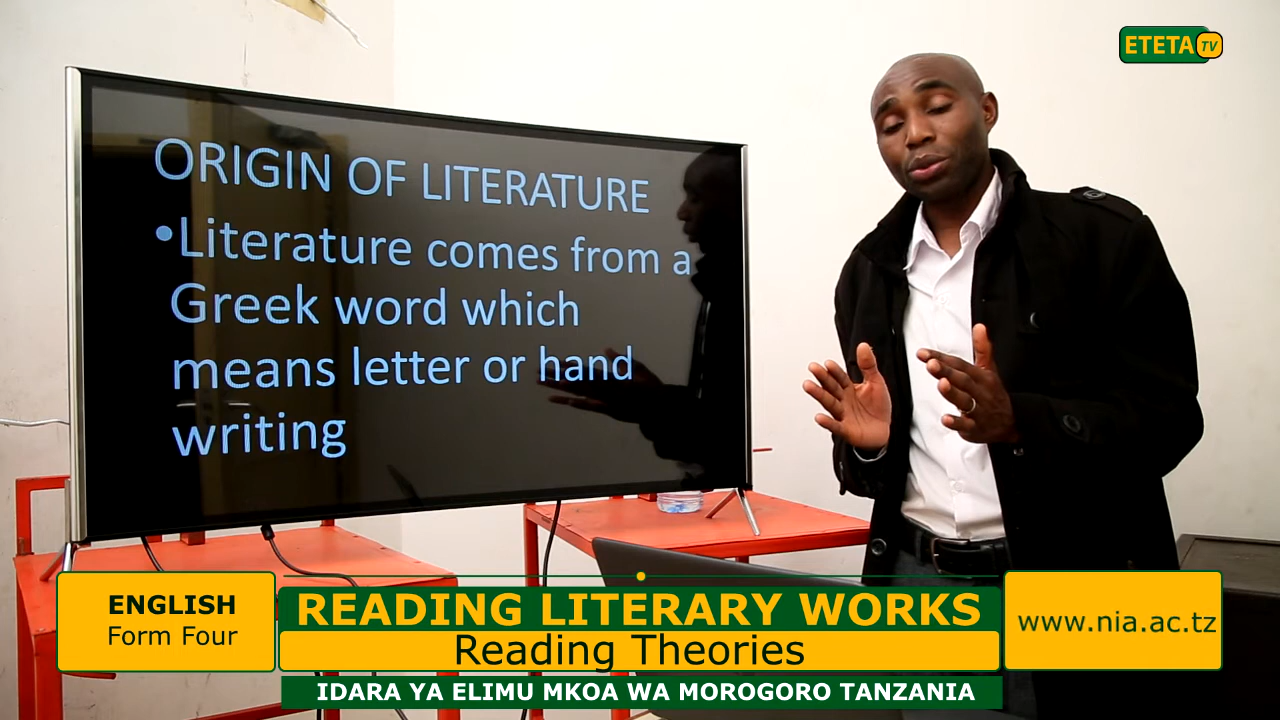 ETETA TV
ORIGIN OF LITERATURE
•Literature comes from a
Greek word which
means letter or hand
writing
ENGLISH
Form Four
READING LITERARY WORKS
Reading Theories
www.nia.ac.tz
IDARA YA ELIMU MKOA WA MOROGORO TANZANIA